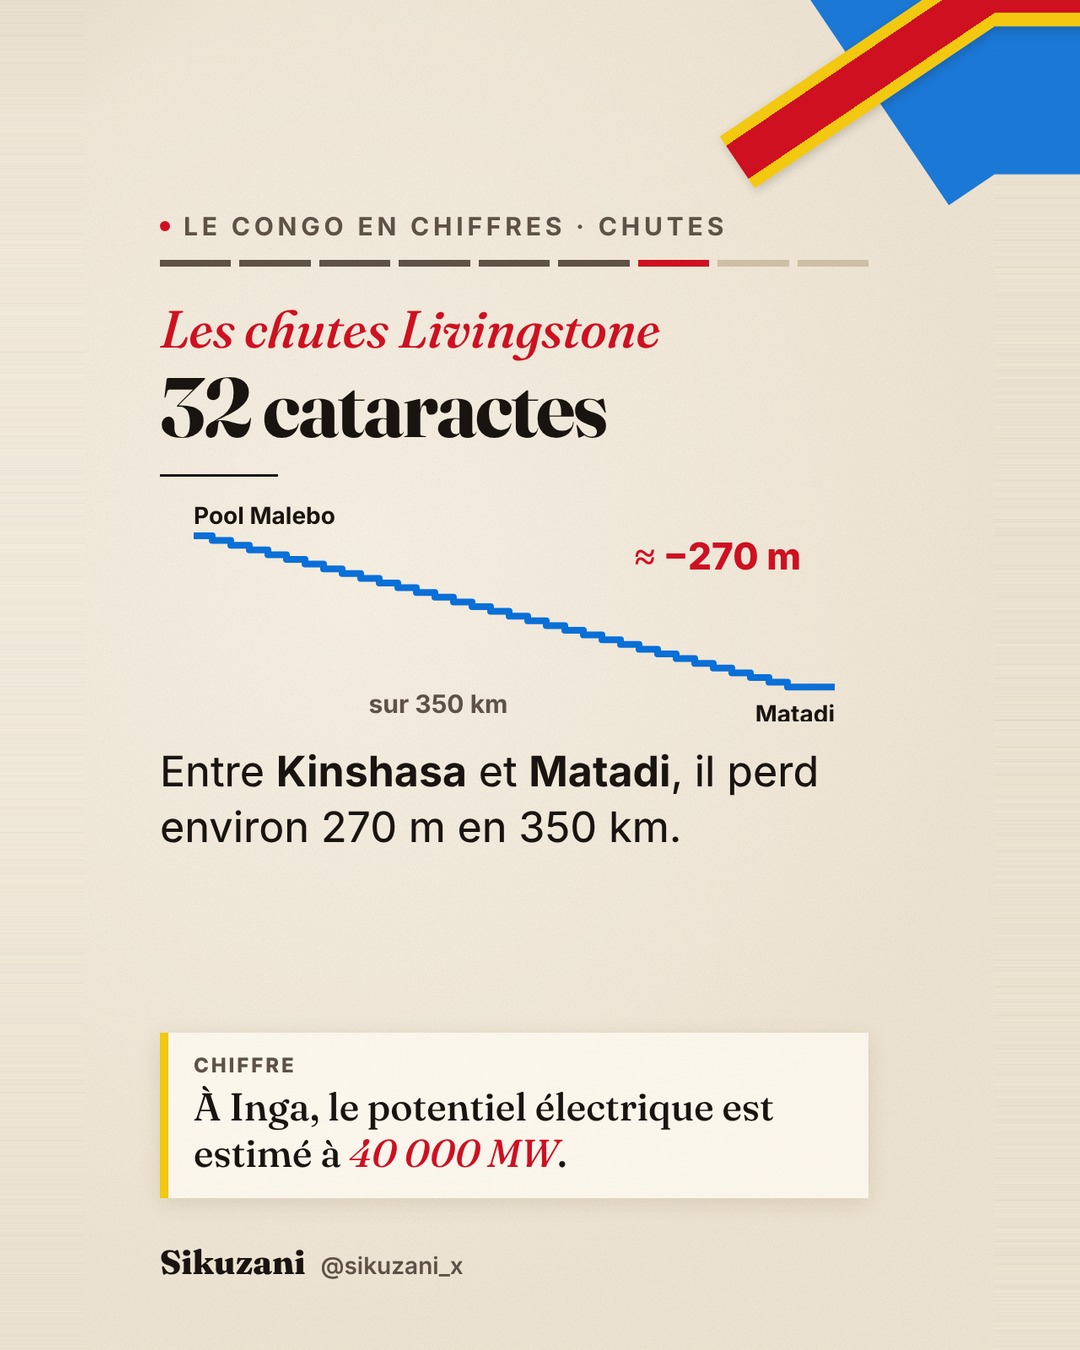 LE CONGO EN CHIFFRES · CHUTES
Les chutes Livingstone
32 cataractes
Pool Malebo
≈ −270 m
sur 350 km
Matadi
Entre Kinshasa et Matadi, il perd
environ 270 m en 350 km.
CHIFFRE
À Inga, le potentiel électrique est
estimé à 40 000 MW.
Sikuzani @sikuzani_x